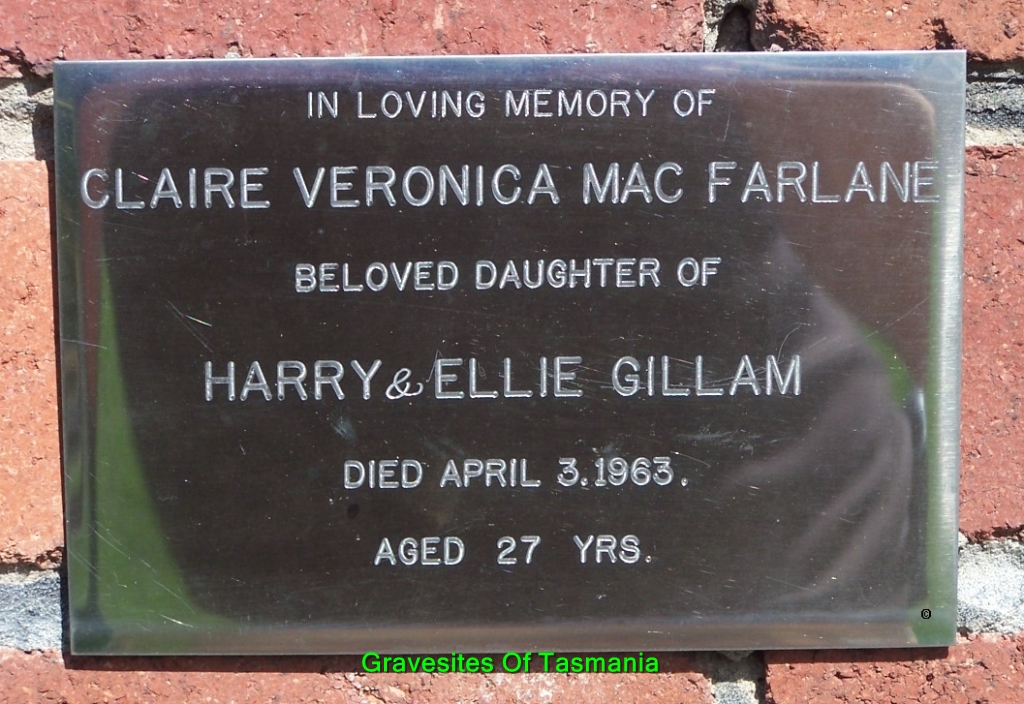 IN LOVING MEMORY OF
CLAIRE VERONICA MAC FARLANE
BELOVED DAUGHTER OF
HARRY & ELLIE GILLAM
DIED APRIL 3.1963.
AGED 27 YRS.
©
Gravesites Of Tasmania